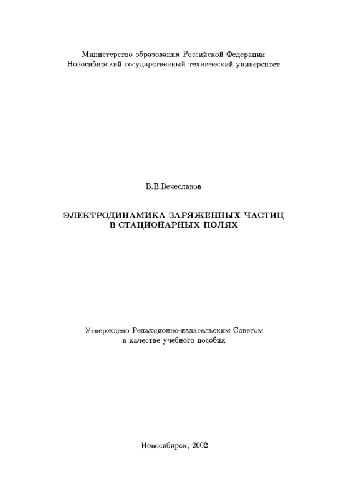 Министерство образования Российской Федерации
Новосибирский государственный технический университет
В.В.Вечеславов
ЭЛЕКТРОДИНАМИКА ЗАРЯЖЕННЫХ ЧАСТИЦ
В СТАЦИОНАРНЫХ ПОЛЯХ
Утверждено Редакционно-издательским Советом
в качестве учебного пособия
Новосибирск, 2002